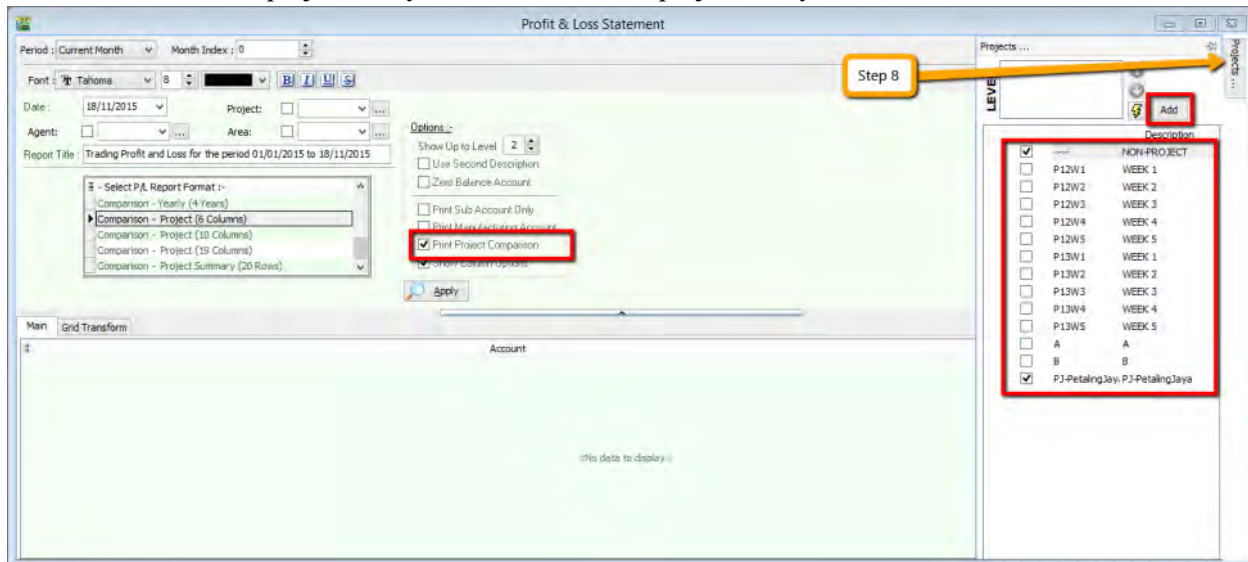 Profit & Loss Statement
Period : Current Month Month Index : 0
Font : Tahoma 8 B I U S
Date : 18/11/2015 Project: ...
Agent: ... Area: ...
Report Title : Trading Profit and Loss for the period 01/01/2015 to 18/11/2015
- Select P/L Report Format :-
Comparison - Yearly (4 Years)
Comparison - Project (6 Columns)
Comparison - Project (10 Columns)
Comparison - Project (19 Columns)
Comparison - Project Summary (20 Rows)
Options :-
Show Up to Level 2
Use Second Description
Zero Balance Account
Print Sub Account Only
Print Manufacturing Account
Print Project Comparison
Show Column Options
Apply
Main Grid Transform
Account
<No data to display>
Step 8
Projects ...
Projects ...
LEVEL
Add
Description
---- NON-PROJECT
P12W1 WEEK 1
P12W2 WEEK 2
P12W3 WEEK 3
P12W4 WEEK 4
P12W5 WEEK 5
P13W1 WEEK 1
P13W2 WEEK 2
P13W3 WEEK 3
P13W4 WEEK 4
P13W5 WEEK 5
A A
B B
PJ-PetalingJay. PJ-PetalingJaya